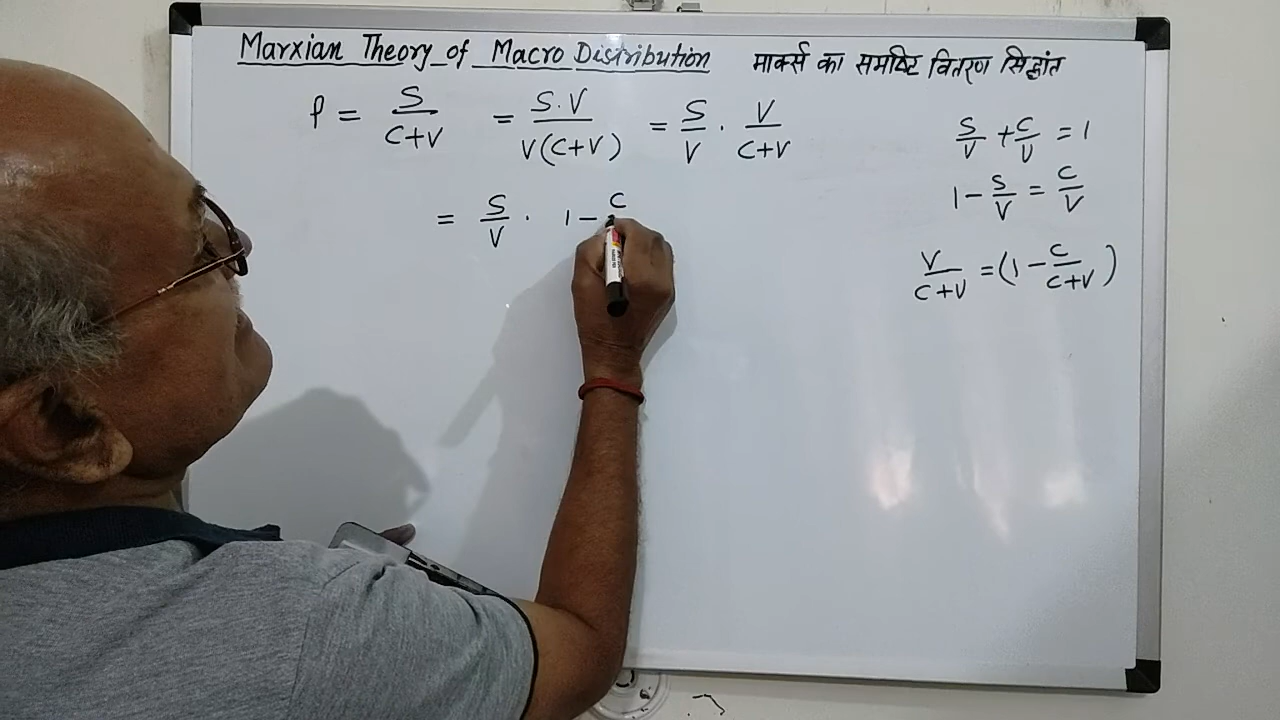 Marxian Theory of Macro Distribution मार्क्स का समष्टि वितरण सिद्धांत
ρ = S/(C+V) = S.V/V(C+V) = S/V · V/(C+V)
= S/V · 1 - C
S/V + C/V = 1
1 - S/V = C/V
V/(C+V) = (1 - C/(C+V))